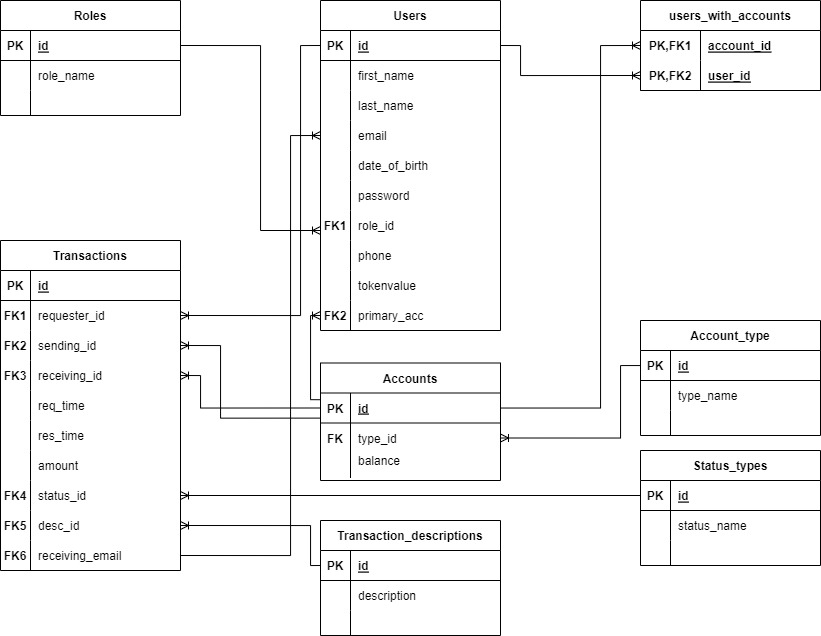 Roles
PK id
role_name
Users
PK id
first_name
last_name
email
date_of_birth
password
FK1 role_id
phone
tokenvalue
FK2 primary_acc
users_with_accounts
PK,FK1 account_id
PK,FK2 user_id
Transactions
PK id
FK1 requester_id
FK2 sending_id
FK3 receiving_id
req_time
res_time
amount
FK4 status_id
FK5 desc_id
FK6 receiving_email
Accounts
PK id
FK type_id
balance
Account_type
PK id
type_name
Status_types
PK id
status_name
Transaction_descriptions
PK id
description